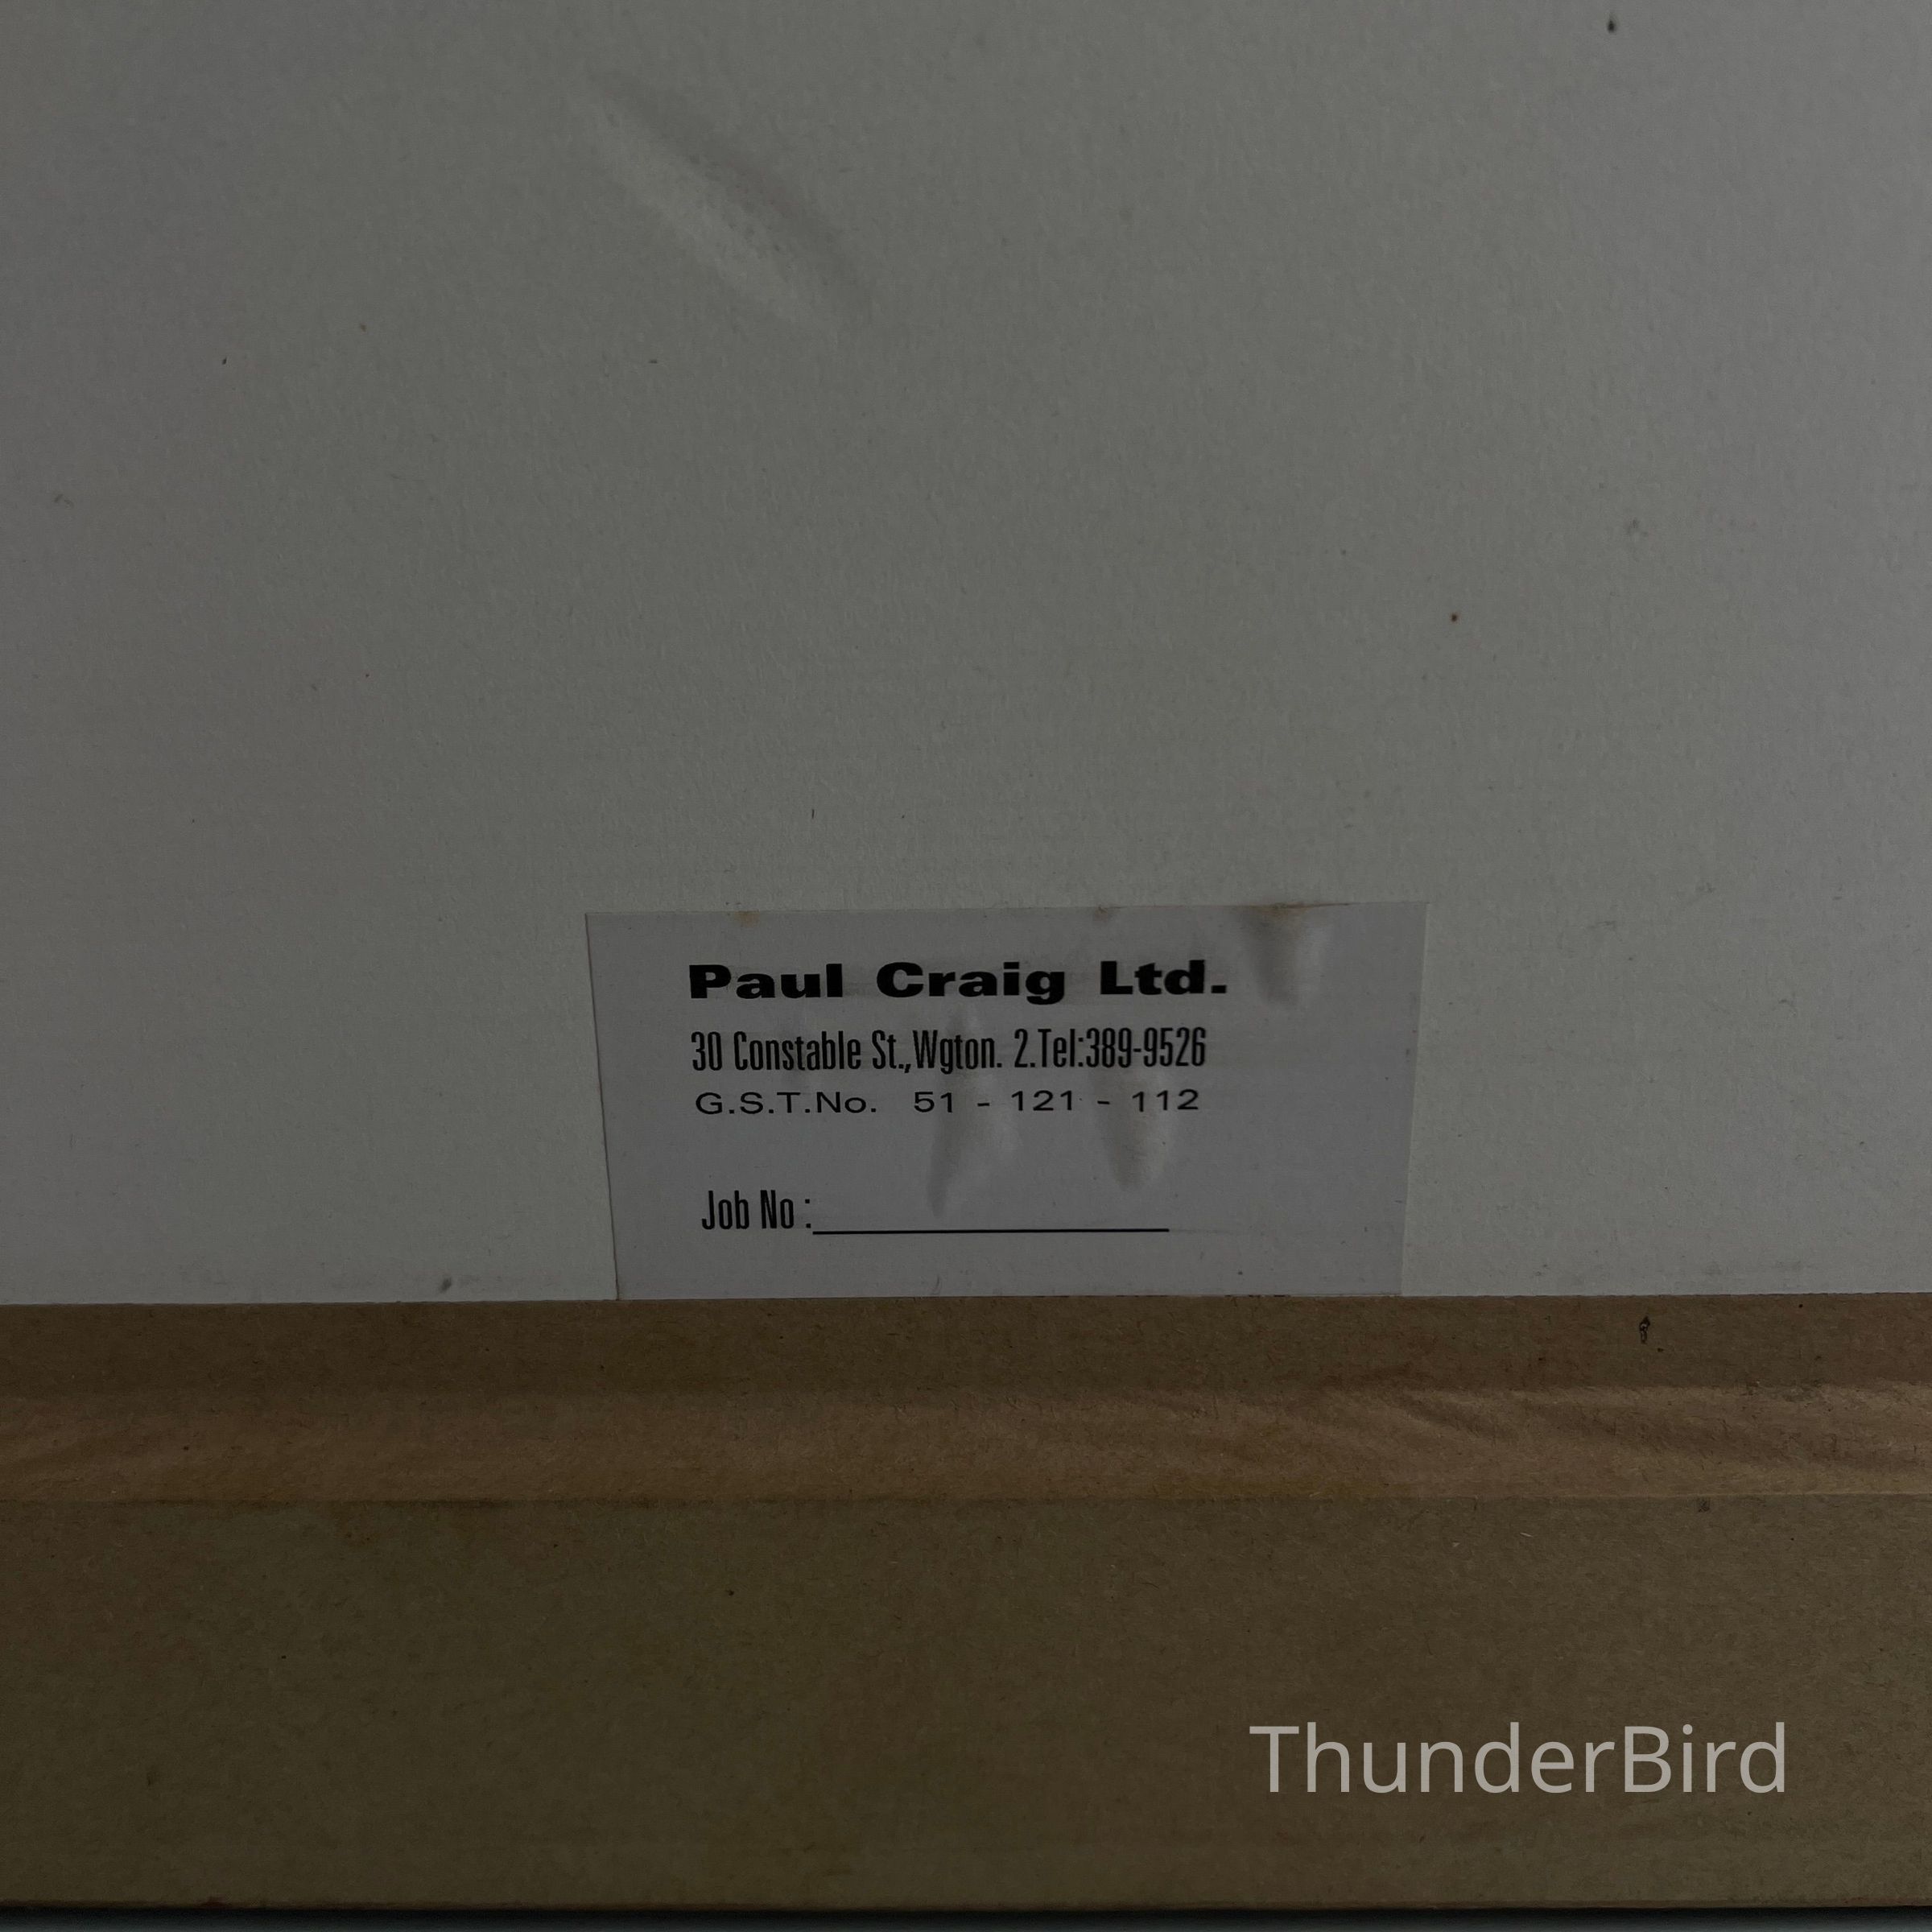 Paul Craig Ltd.
30 Constable St.,Wgton. 2.Tel:389-9526
G.S.T.No. 51 - 121 - 112
Job No :
ThunderBird